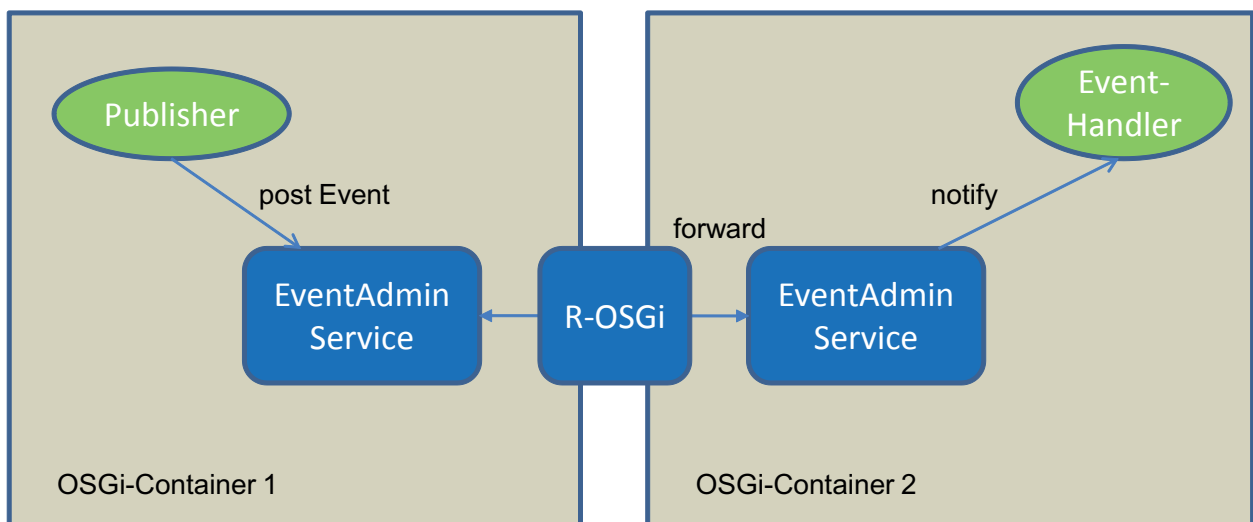 Publisher
Event-
Handler
post Event
notify
forward
EventAdmin
Service
R-OSGi
EventAdmin
Service
OSGi-Container 1
OSGi-Container 2